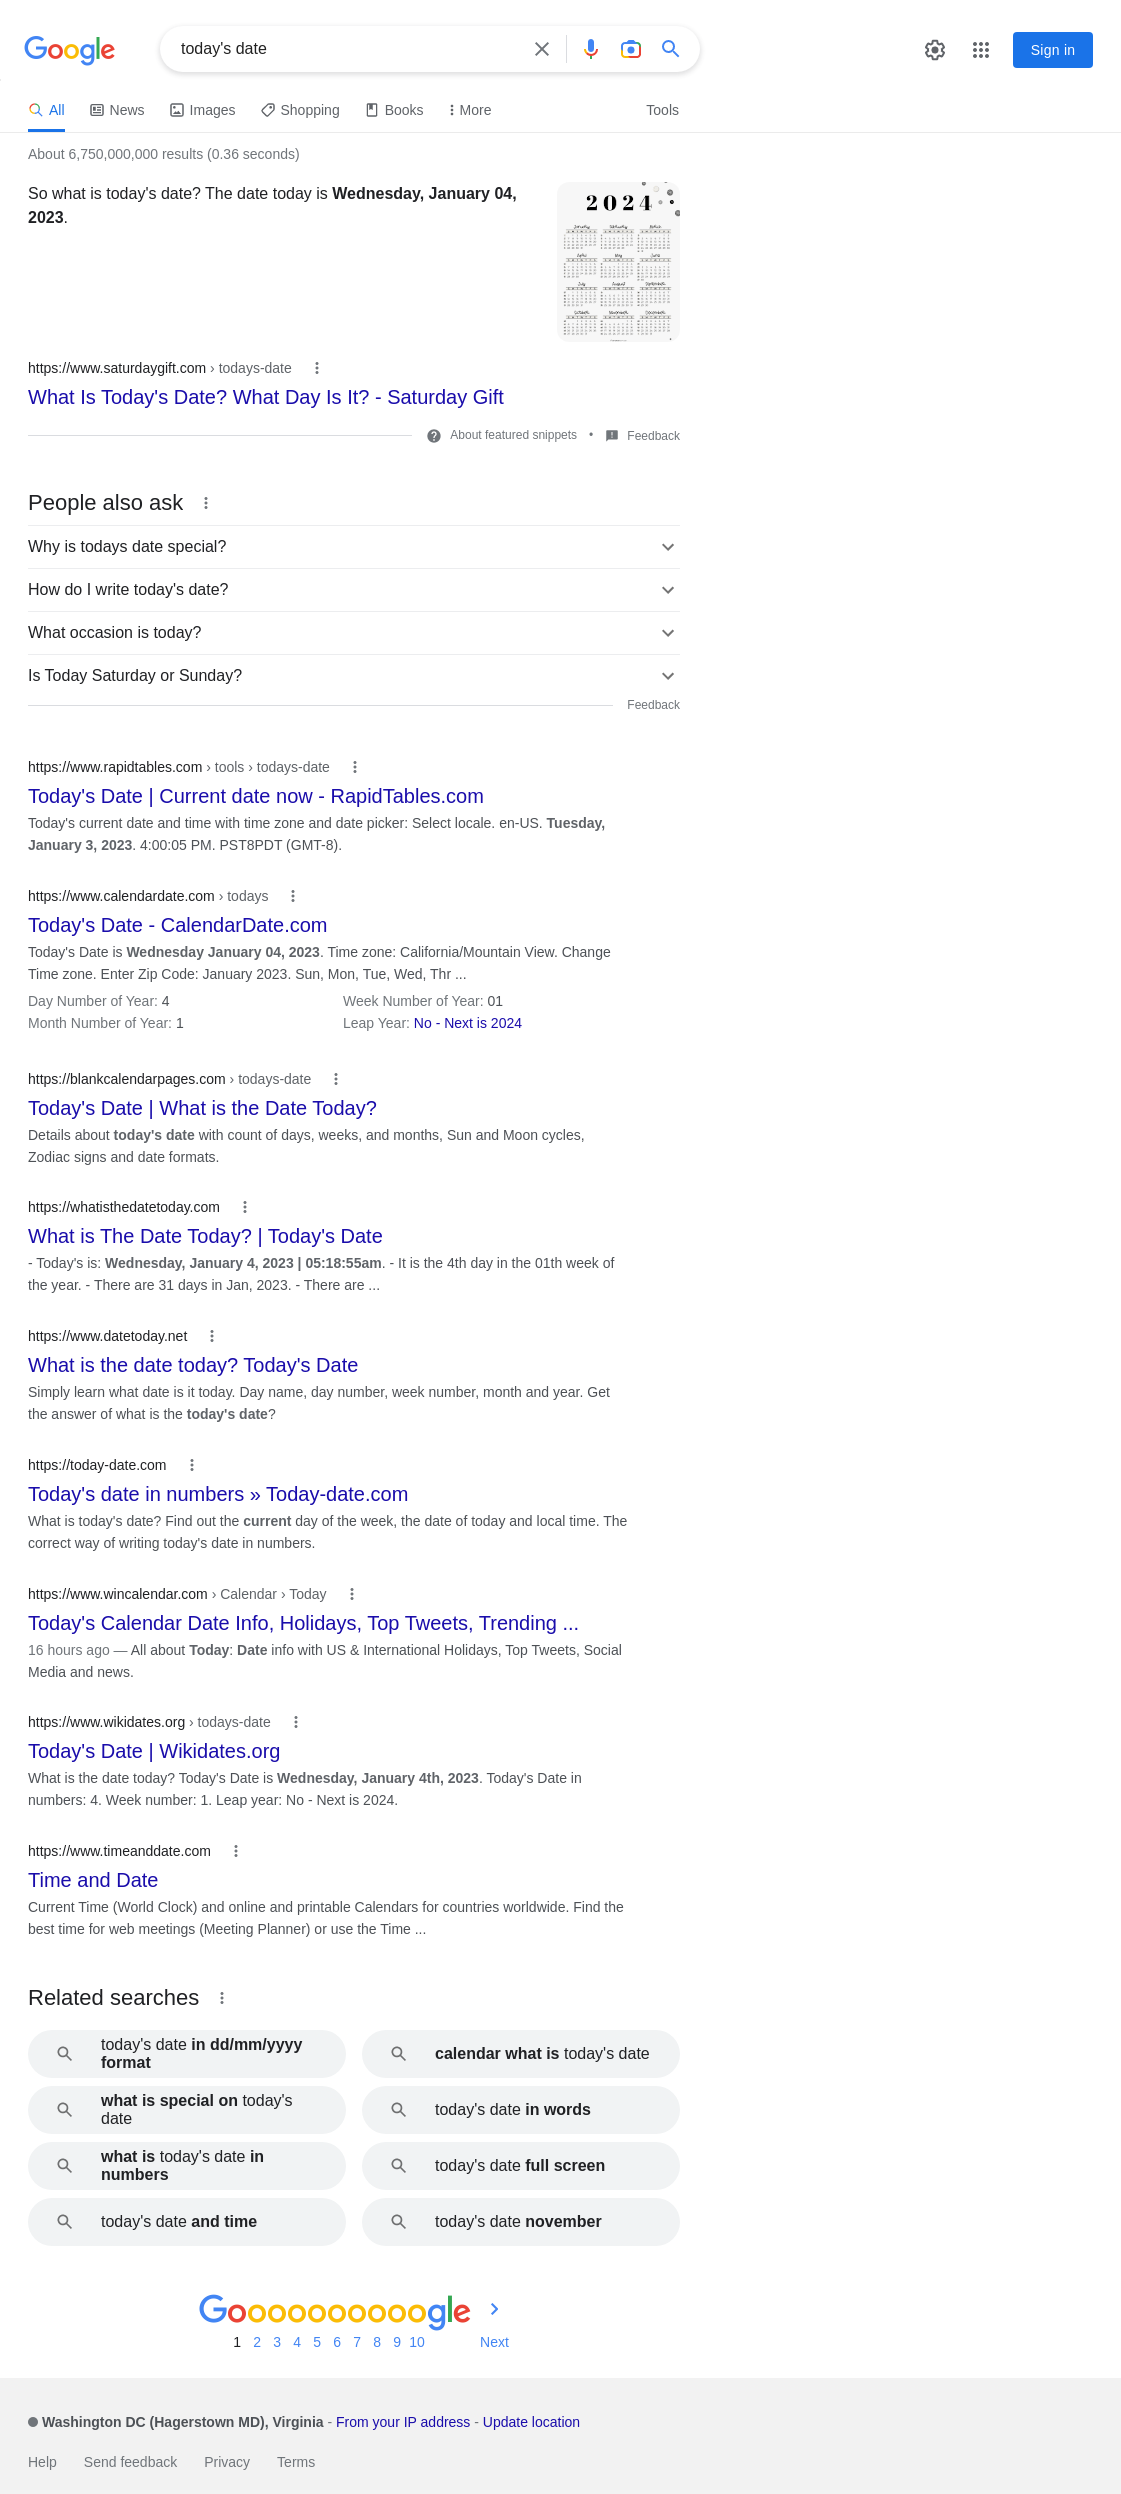 Google
today's date
Sign in
All
News
Images
Shopping
Books
More
Tools
About 6,750,000,000 results (0.36 seconds)
So what is today's date? The date today is Wednesday, January 04,
2023.
2024
https://www.saturdaygift.com › todays-date
What Is Today's Date? What Day Is It? - Saturday Gift
About featured snippets • Feedback
People also ask
Why is todays date special?
How do I write today's date?
What occasion is today?
Is Today Saturday or Sunday?
Feedback
https://www.rapidtables.com › tools › todays-date
Today's Date | Current date now - RapidTables.com
Today's current date and time with time zone and date picker: Select locale. en-US. Tuesday,
January 3, 2023. 4:00:05 PM. PST8PDT (GMT-8).
https://www.calendardate.com › todays
Today's Date - CalendarDate.com
Today's Date is Wednesday January 04, 2023. Time zone: California/Mountain View. Change
Time zone. Enter Zip Code: January 2023. Sun, Mon, Tue, Wed, Thr ...
Day Number of Year: 4
Week Number of Year: 01
Month Number of Year: 1
Leap Year: No - Next is 2024
https://blankcalendarpages.com › todays-date
Today's Date | What is the Date Today?
Details about today's date with count of days, weeks, and months, Sun and Moon cycles,
Zodiac signs and date formats.
https://whatisthedatetoday.com
What is The Date Today? | Today's Date
- Today's is: Wednesday, January 4, 2023 | 05:18:55am. - It is the 4th day in the 01th week of
the year. - There are 31 days in Jan, 2023. - There are ...
https://www.datetoday.net
What is the date today? Today's Date
Simply learn what date is it today. Day name, day number, week number, month and year. Get
the answer of what is the today's date?
https://today-date.com
Today's date in numbers » Today-date.com
What is today's date? Find out the current day of the week, the date of today and local time. The
correct way of writing today's date in numbers.
https://www.wincalendar.com › Calendar › Today
Today's Calendar Date Info, Holidays, Top Tweets, Trending ...
16 hours ago — All about Today: Date info with US & International Holidays, Top Tweets, Social
Media and news.
https://www.wikidates.org › todays-date
Today's Date | Wikidates.org
What is the date today? Today's Date is Wednesday, January 4th, 2023. Today's Date in
numbers: 4. Week number: 1. Leap year: No - Next is 2024.
https://www.timeanddate.com
Time and Date
Current Time (World Clock) and online and printable Calendars for countries worldwide. Find the
best time for web meetings (Meeting Planner) or use the Time ...
Related searches
today's date in dd/mm/yyyy
format
calendar what is today's date
what is special on today's
date
today's date in words
what is today's date in
numbers
today's date full screen
today's date and time
today's date november
Goooooooooogle
1 2 3 4 5 6 7 8 9 10 Next
Washington DC (Hagerstown MD), Virginia - From your IP address - Update location
Help
Send feedback
Privacy
Terms